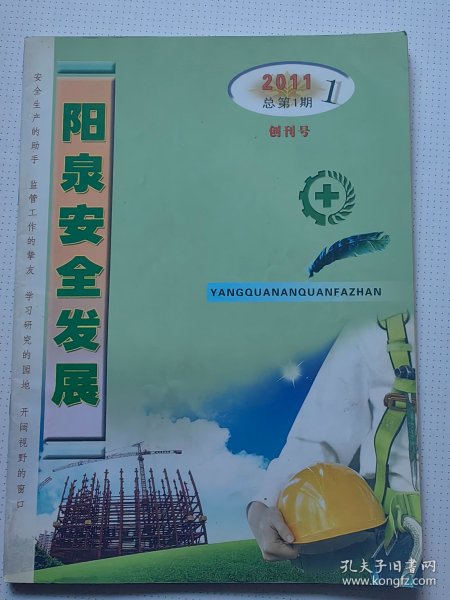 2011
总第1期
1
创刊号
阳泉安全发展
安全生产的助手 监管工作的挚友 学习研究的园地 开阔视野的窗口
YANGQUANANQUANFAZHAN
孔夫子旧书网
www.kongfz.com